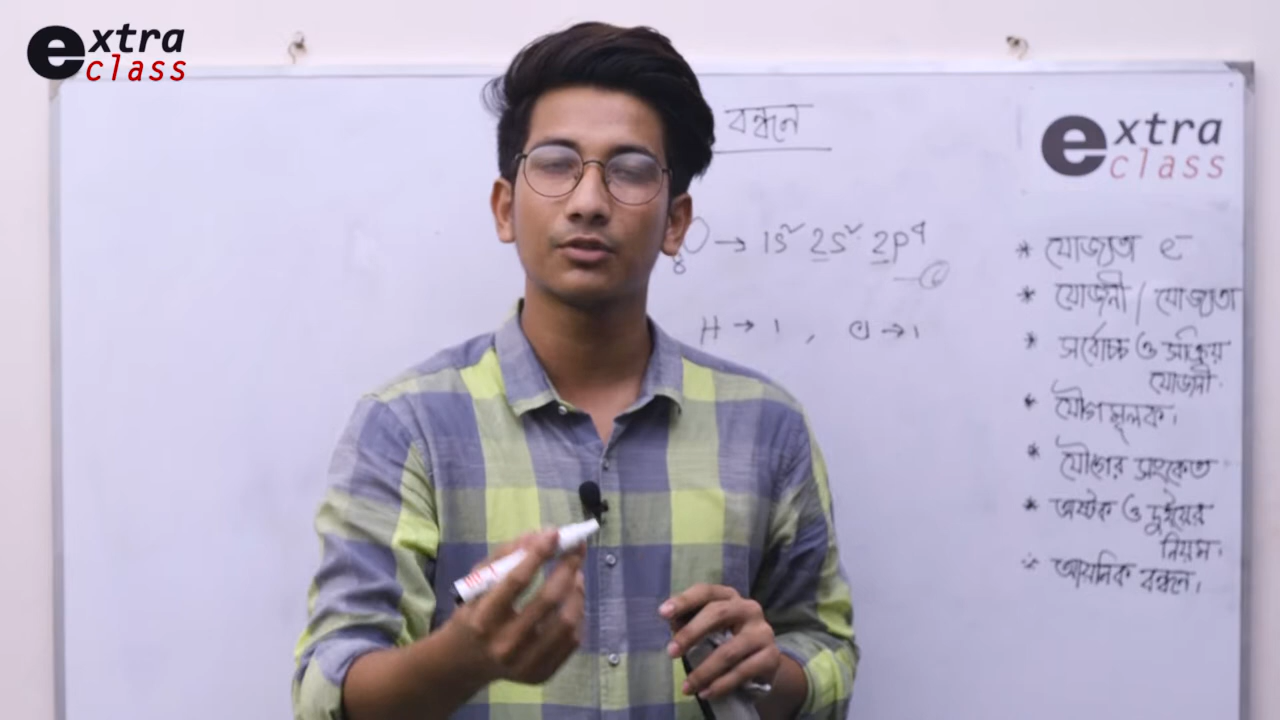 extra
class
বন্ধন
extra
class
₈O → 1s² 2s² 2p⁴
H → 1 , Cl → 1
* যোজ্যতা e⁻
* যোজনী / যোজ্যতা
* সর্বোচ্চ ও সক্রিয়
যোজনী.
* যৌগমূলক।
* যৌগের সংকেত
* অষ্টক ও দুইয়ের
নিয়ম.
* আয়নিক বন্ধন।